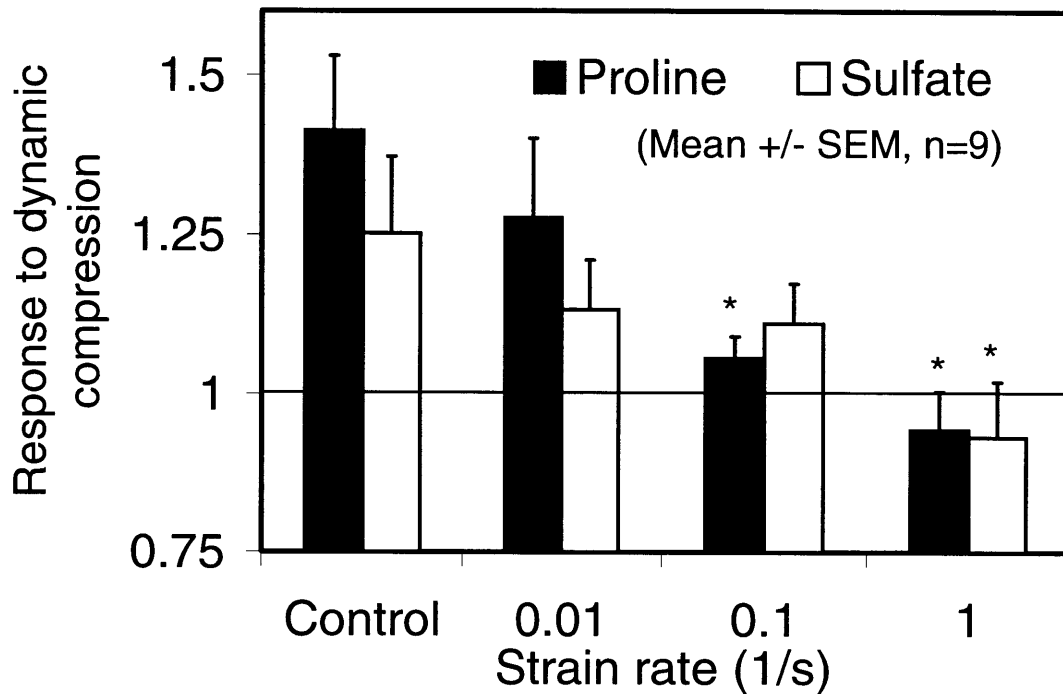 Response to dynamic
compression
1.5
1.25
1
0.75
Proline Sulfate
(Mean +/- SEM, n=9)
*
* *
Control 0.01 0.1 1
Strain rate (1/s)